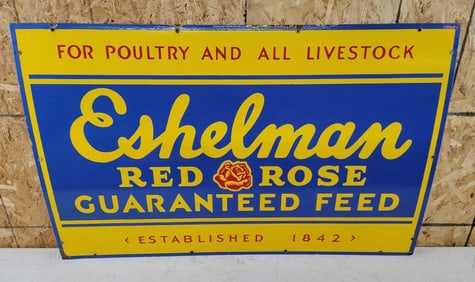 FOR POULTRY AND ALL LIVESTOCK
Eshelman
RED ROSE
GUARANTEED FEED
‹ ESTABLISHED 1842 ›